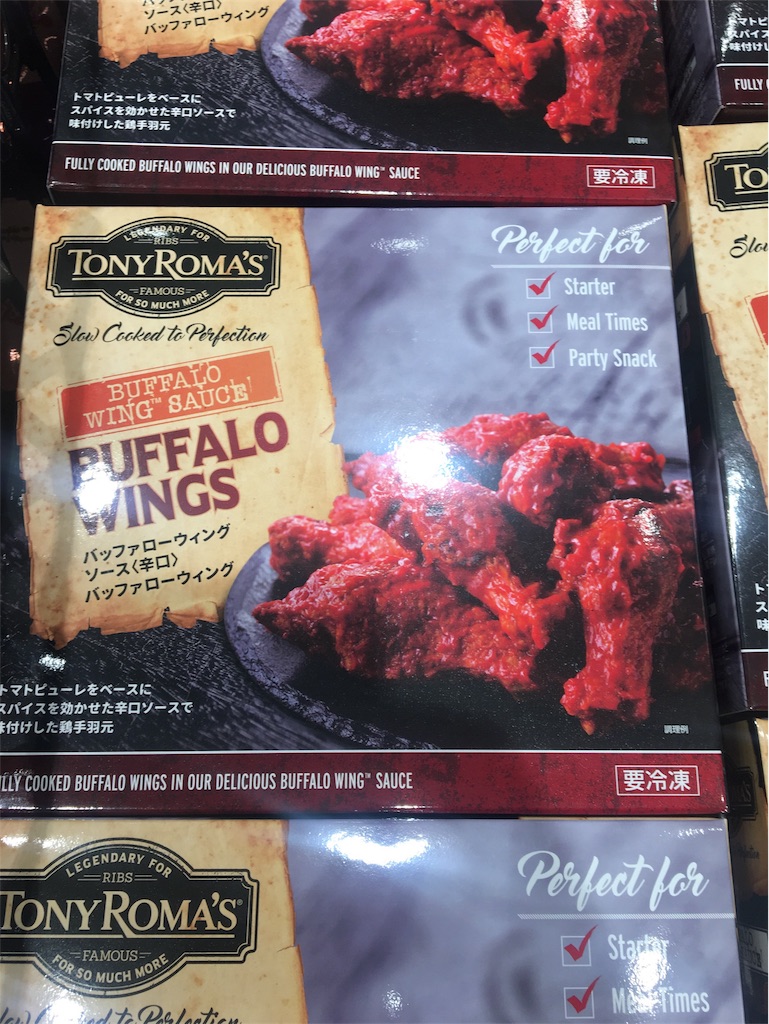 ソース〈辛口〉
バッファローウィング
トマトピューレをベースに
スパイスを効かせた辛口ソースで
味付けした鶏手羽元
調理例
FULLY COOKED BUFFALO WINGS IN OUR DELICIOUS BUFFALO WING™ SAUCE
要冷凍
FULLY
LEGENDARY FOR
RIBS
TONY ROMA'S®
FAMOUS
FOR SO MUCH MORE
Slow Cooked to Perfection
BUFFALO
WING™ SAUCE
BUFFALO
WINGS
バッファローウィング
ソース〈辛口〉
バッファローウィング
Perfect for
Starter
Meal Times
Party Snack
トマトピューレをベースに
スパイスを効かせた辛口ソースで
味付けした鶏手羽元
調理例
LLY COOKED BUFFALO WINGS IN OUR DELICIOUS BUFFALO WING™ SAUCE
要冷凍
LEGENDARY FOR
RIBS
TONY ROMA'S®
FAMOUS
FOR SO MUCH MORE
Slow Cooked to Perfection
Perfect for
Starter
Meal Times